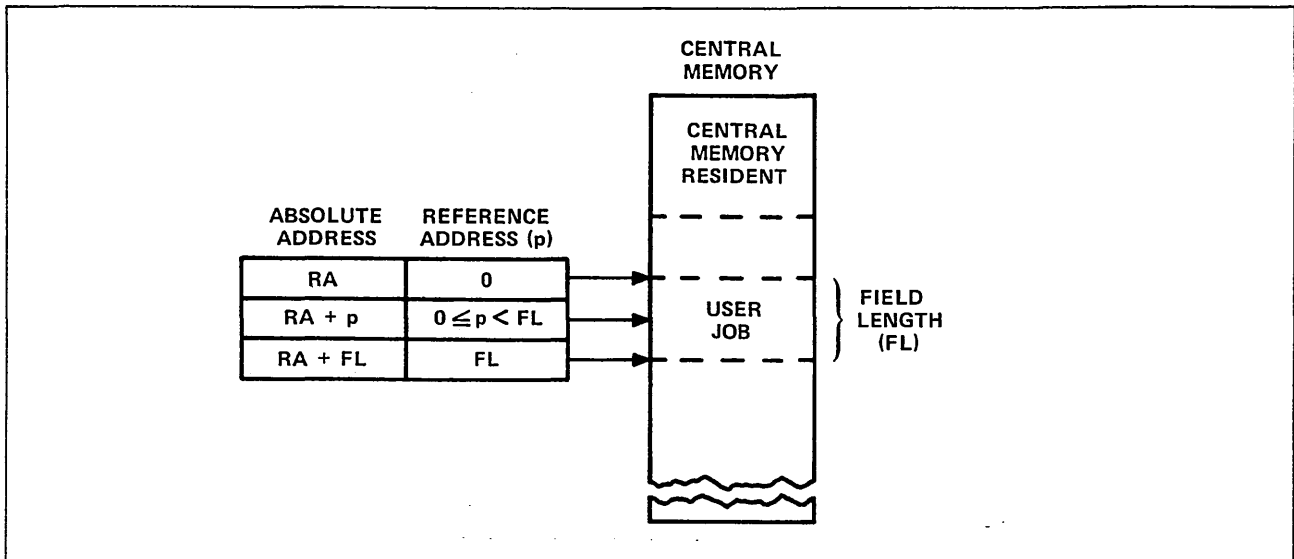 CENTRAL
MEMORY
CENTRAL
MEMORY
RESIDENT
ABSOLUTE
ADDRESS
REFERENCE
ADDRESS (p)
RA
0
RA + p
0 ≤ p < FL
RA + FL
FL
USER
JOB
FIELD
LENGTH
(FL)